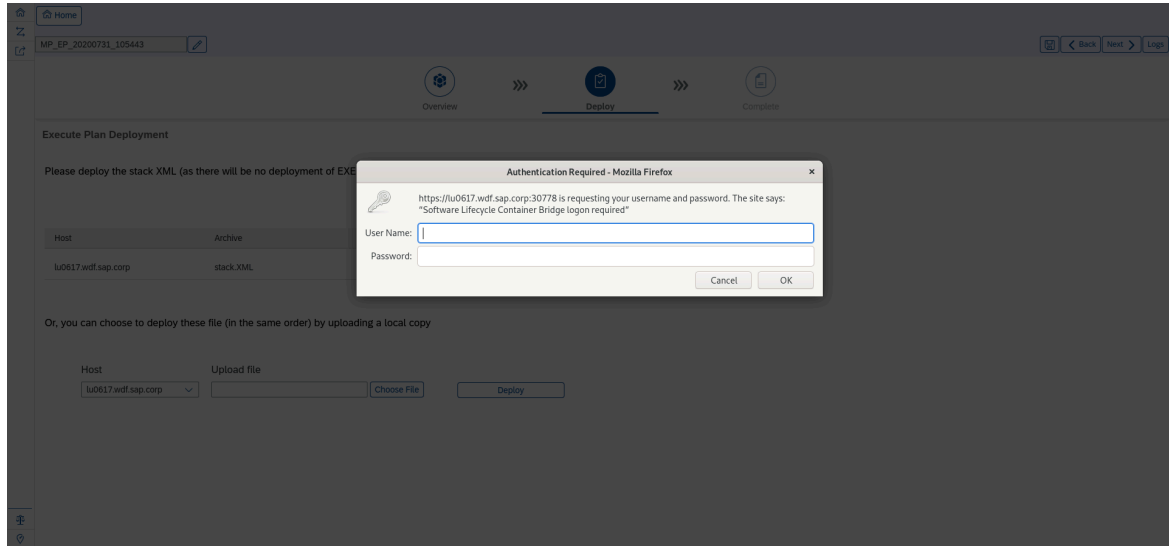 Home
MP_EP_20200731_105443
Back
Next
Logs
Overview
Deploy
Complete
Execute Plan Deployment
Please deploy the stack XML (as there will be no deployment of EXE
Authentication Required - Mozilla Firefox
https://lu0617.wdf.sap.corp:30778 is requesting your username and password. The site says:
"Software Lifecycle Container Bridge logon required"
User Name:
Password:
Cancel
OK
Host
Archive
lu0617.wdf.sap.corp
stack.XML
Or, you can choose to deploy these file (in the same order) by uploading a local copy
Host
Upload file
lu0617.wdf.sap.corp
Choose File
Deploy